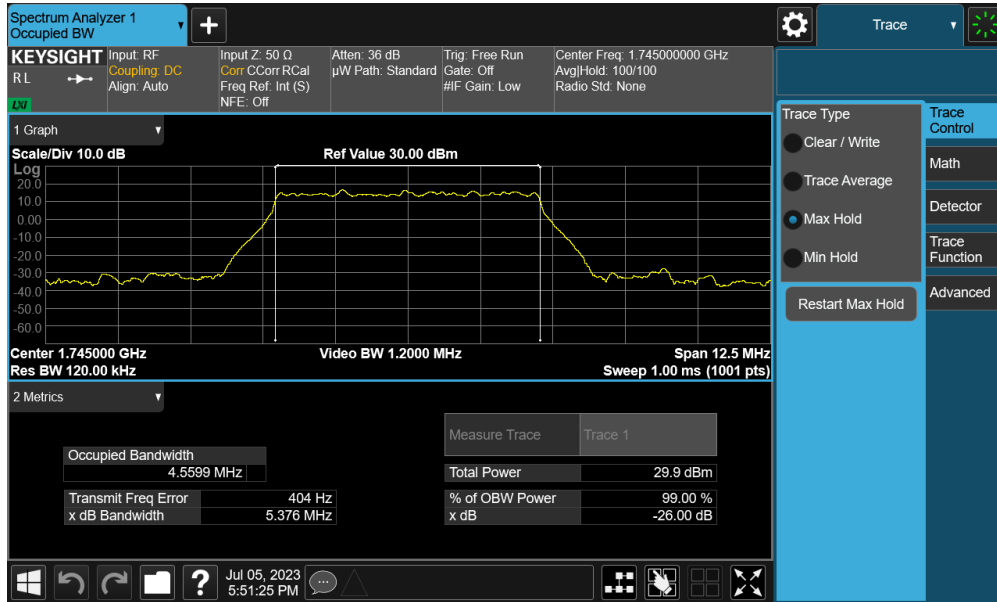 Spectrum Analyzer 1
Occupied BW
+
Trace
KEYSIGHT
R L
LXI
Input: RF
Coupling: DC
Align: Auto
Input Z: 50 Ω
Corr CCorr RCal
Freq Ref: Int (S)
NFE: Off
Atten: 36 dB
µW Path: Standard
Trig: Free Run
Gate: Off
#IF Gain: Low
Center Freq: 1.745000000 GHz
Avg|Hold: 100/100
Radio Std: None
1 Graph
Scale/Div 10.0 dB
Ref Value 30.00 dBm
Log
20.0
10.0
0.00
-10.0
-20.0
-30.0
-40.0
-50.0
-60.0
Center 1.745000 GHz
Video BW 1.2000 MHz
Span 12.5 MHz
Res BW 120.00 kHz
Sweep 1.00 ms (1001 pts)
2 Metrics
Measure Trace Trace 1
Occupied Bandwidth
4.5599 MHz
Total Power 29.9 dBm
Transmit Freq Error 404 Hz
% of OBW Power 99.00 %
x dB Bandwidth 5.376 MHz
x dB -26.00 dB
Trace Type
Clear / Write
Trace Average
Max Hold
Min Hold
Restart Max Hold
Trace
Control
Math
Detector
Trace
Function
Advanced
?
Jul 05, 2023
5:51:25 PM